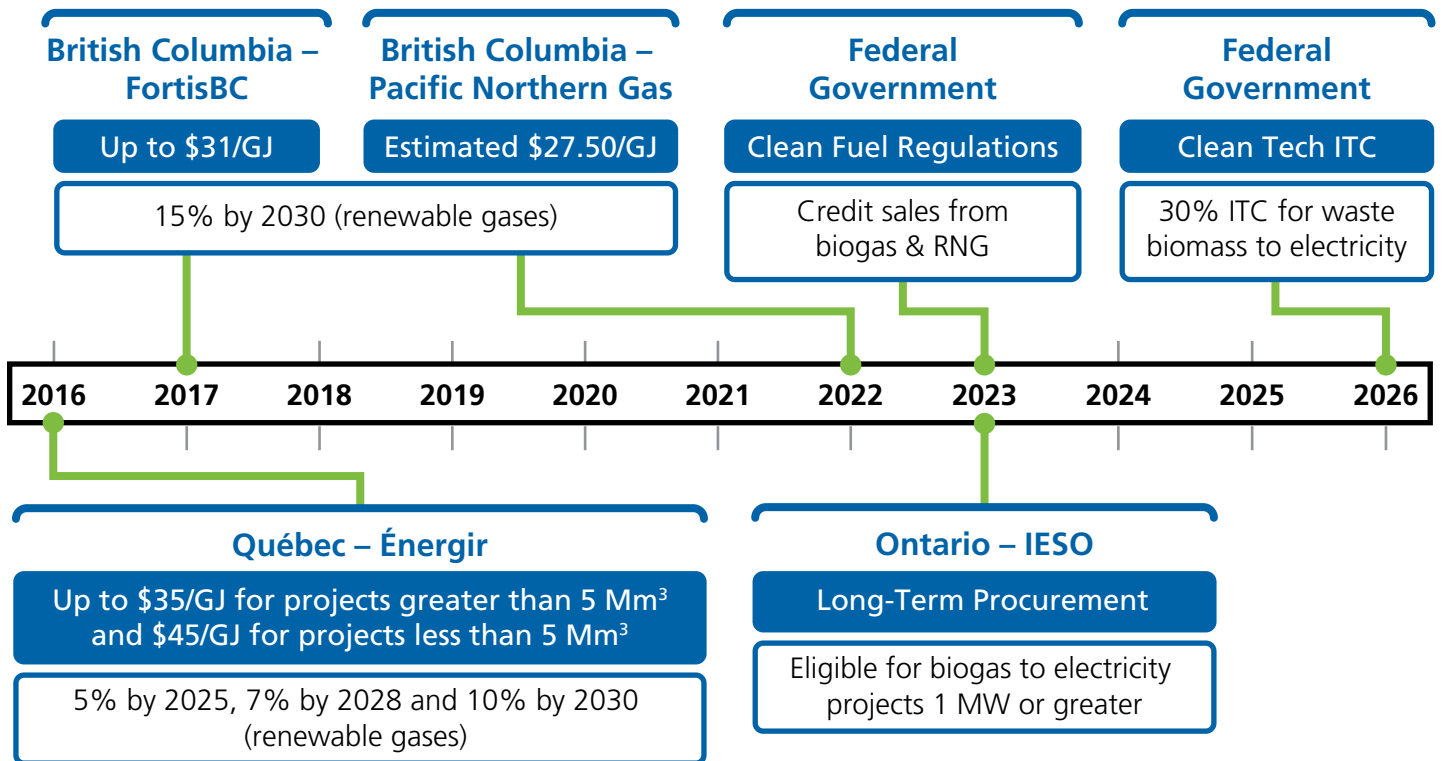 British Columbia –
FortisBC
Up to $31/GJ
British Columbia –
Pacific Northern Gas
Estimated $27.50/GJ
15% by 2030 (renewable gases)
Federal
Government
Clean Fuel Regulations
Credit sales from
biogas & RNG
Federal
Government
Clean Tech ITC
30% ITC for waste
biomass to electricity
2016 2017 2018 2019 2020 2021 2022 2023 2024 2025 2026
Québec – Énergir
Up to $35/GJ for projects greater than 5 Mm³
and $45/GJ for projects less than 5 Mm³
5% by 2025, 7% by 2028 and 10% by 2030
(renewable gases)
Ontario – IESO
Long-Term Procurement
Eligible for biogas to electricity
projects 1 MW or greater